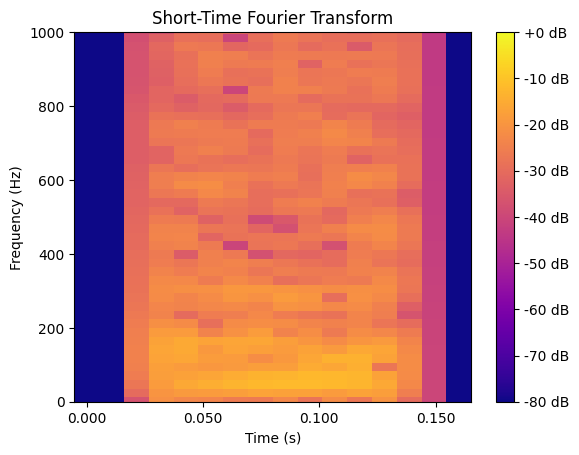 Short-Time Fourier Transform
1000
800
600
400
200
0
Frequency (Hz)
0.000
0.050
0.100
0.150
Time (s)
+0 dB
-10 dB
-20 dB
-30 dB
-40 dB
-50 dB
-60 dB
-70 dB
-80 dB